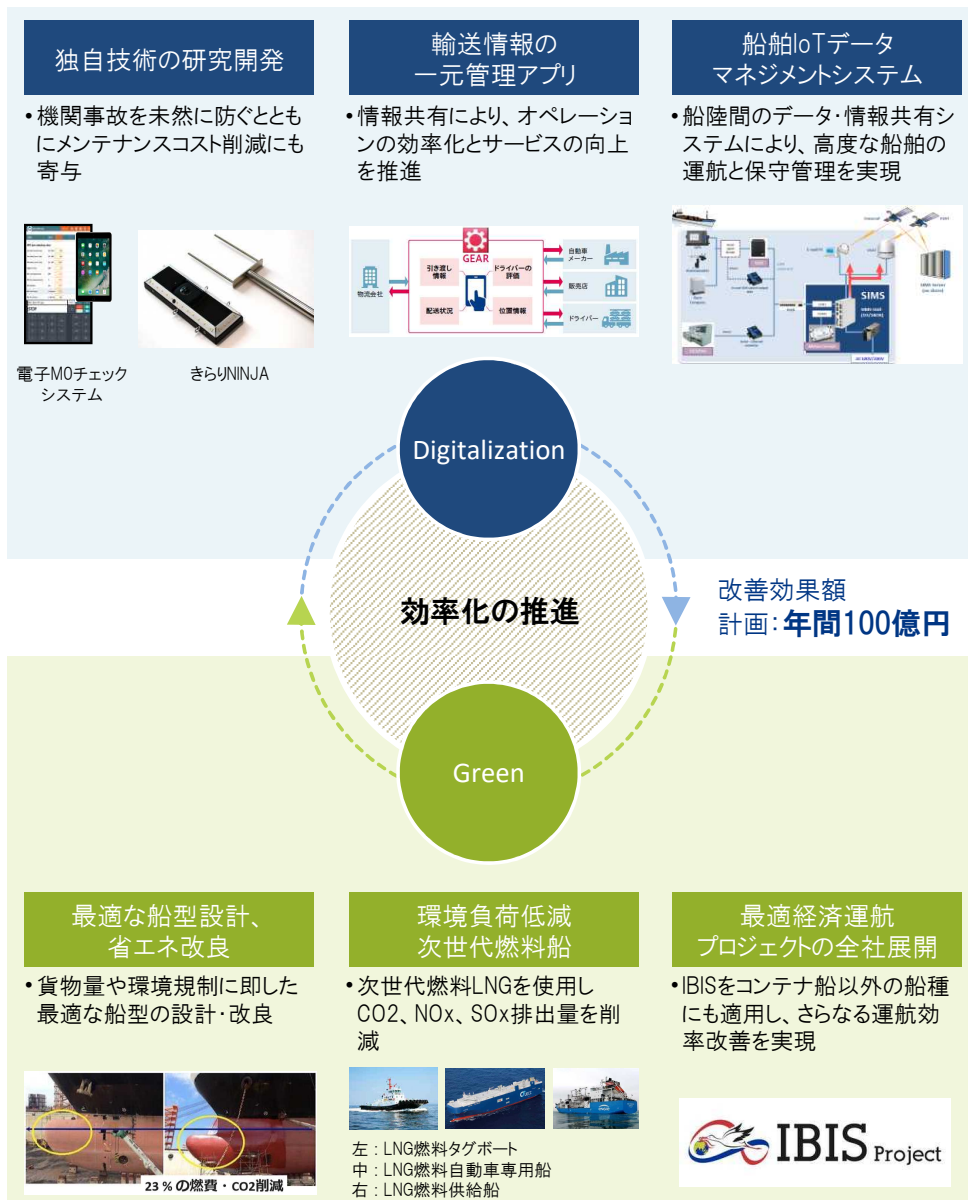 独自技術の研究開発
• 機関事故を未然に防ぐととも
にメンテナンスコスト削減にも
寄与
電子M0チェック
システム
きらりNINJA
輸送情報の
一元管理アプリ
• 情報共有により、オペレーショ
ンの効率化とサービスの向上
を推進
GEAR
物流会社
引き渡し
情報
ドライバーの
評価
配送状況
位置情報
自動車
メーカー
販売店
ドライバー
船舶IoTデータ
マネジメントシステム
• 船陸間のデータ・情報共有シ
ステムにより、高度な船舶の
運航と保守管理を実現
SIMS
Digitalization
効率化の推進
改善効果額
計画：年間100億円
Green
最適な船型設計、
省エネ改良
• 貨物量や環境規制に即した
最適な船型の設計・改良
23 % の燃費・CO2削減
環境負荷低減
次世代燃料船
• 次世代燃料LNGを使用し
CO2、NOx、SOx排出量を削
減
左 : LNG燃料タグボート
中 : LNG燃料自動車専用船
右 : LNG燃料供給船
最適経済運航
プロジェクトの全社展開
• IBISをコンテナ船以外の船種
にも適用し、さらなる運航効
率改善を実現
IBIS Project